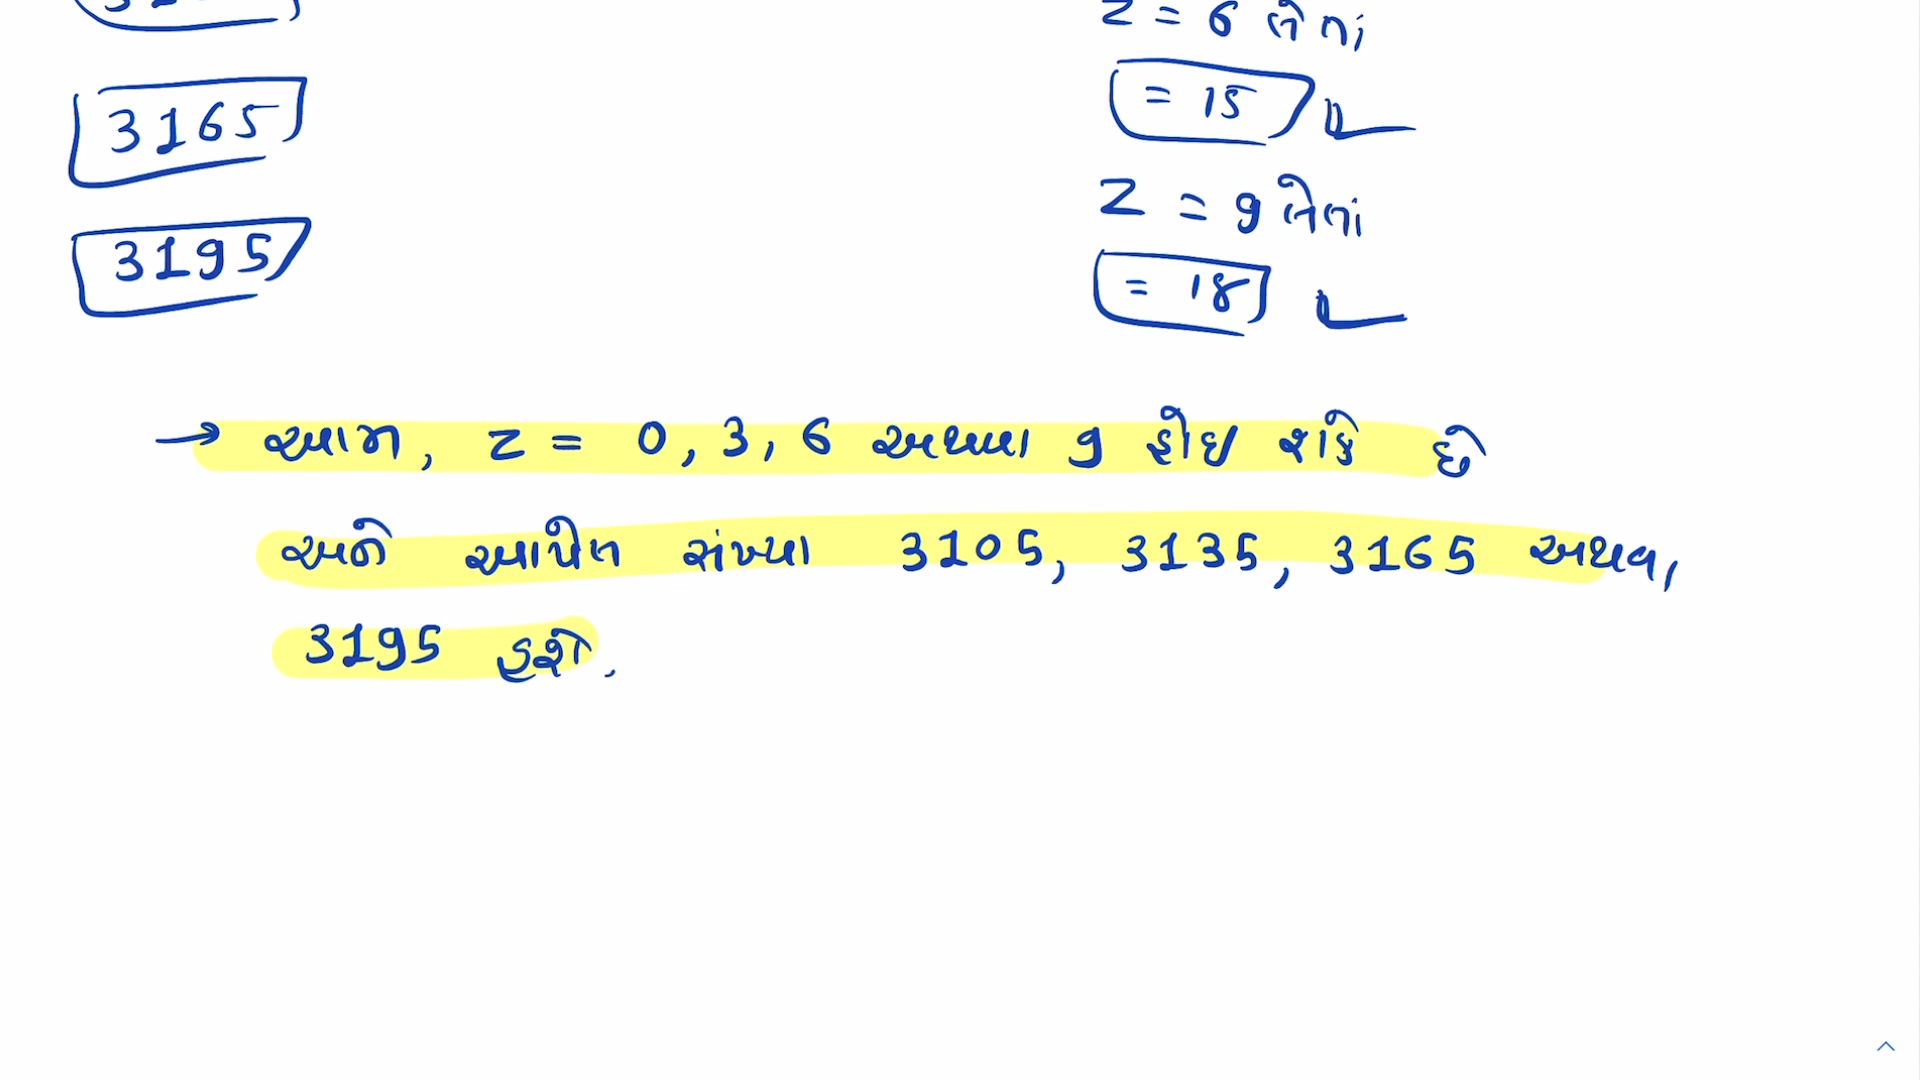 3165
3195
z = 6 લેતાં
= 15
z = 9 લેતાં
= 18
→ આમ, z = 0, 3, 6 અથવા 9 હોઇ શકે છે
અને આપેલ સંખ્યા 3105, 3135, 3165 અથવા
3195 હશે.